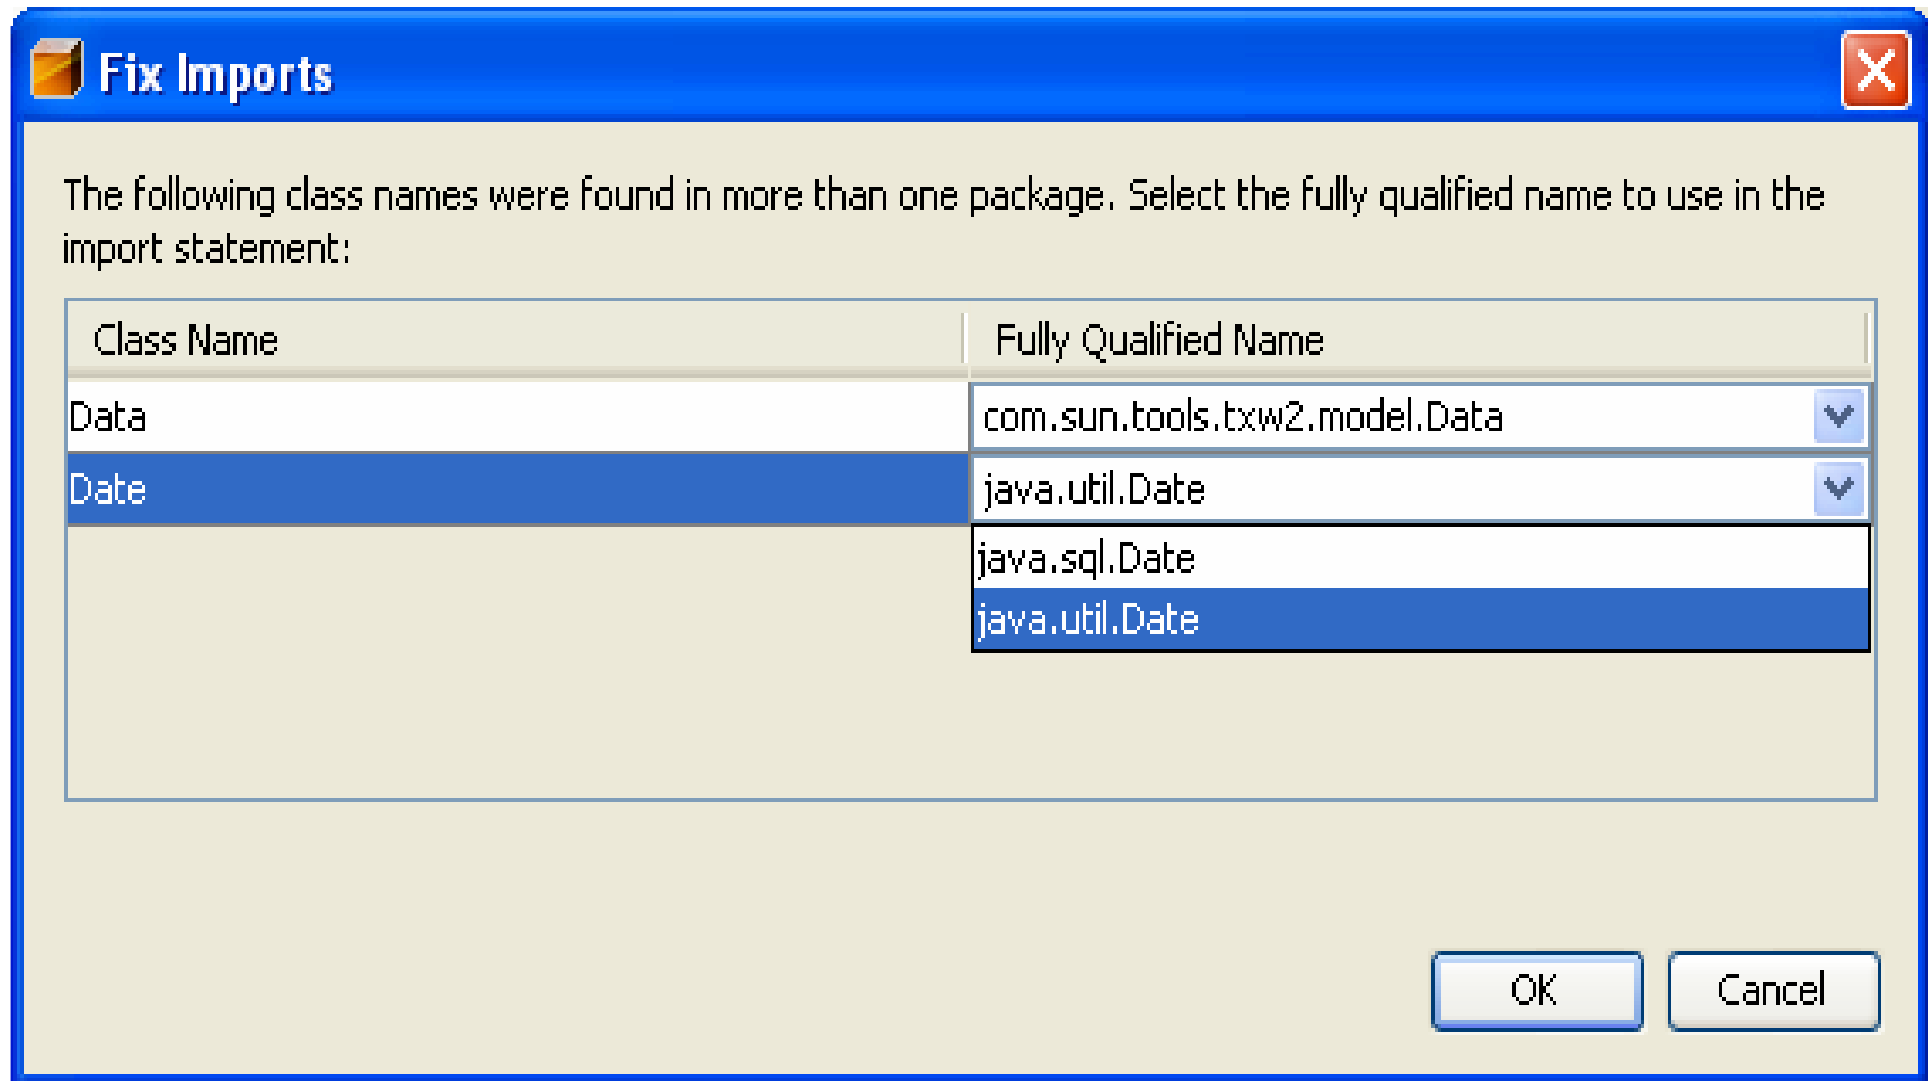 Fix Imports
The following class names were found in more than one package. Select the fully qualified name to use in the
import statement:
Class Name Fully Qualified Name
Data com.sun.tools.txw2.model.Data
Date java.util.Date
java.sql.Date
java.util.Date
OK Cancel